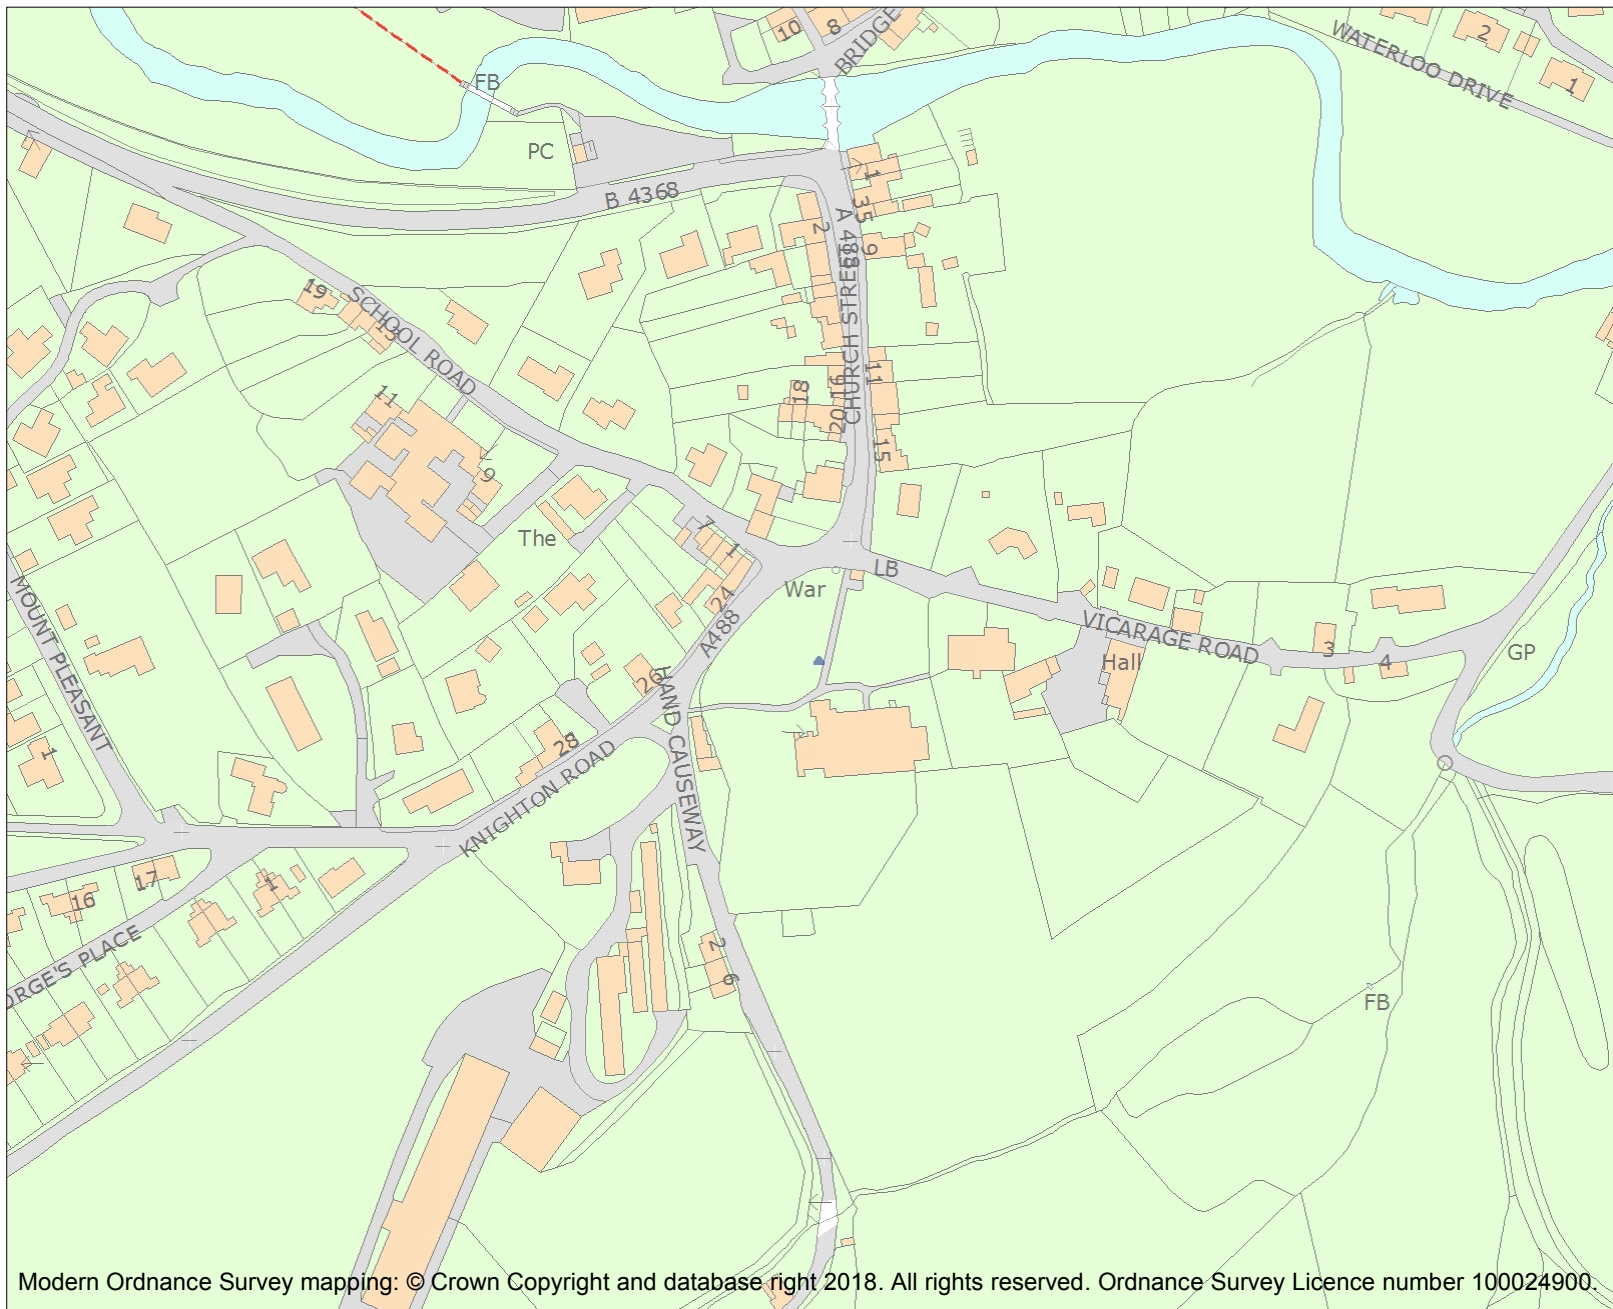 10
8
BRIDGE
WATERLOO DRIVE
2
1
FB
PC
B 4368
1
35
A 488
2
9
CHURCH STREET
19
SCHOOL ROAD
13
11
11
16
18
20
15
9
The
7
1
War
LB
24
A488
MOUNT PLEASANT
VICARAGE ROAD
Hall
3
4
GP
26
HAND CAUSEWAY
28
1
KNIGHTON ROAD
17
16
1
ORGE'S PLACE
2
6
FB
Modern Ordnance Survey mapping: © Crown Copyright and database right 2018. All rights reserved. Ordnance Survey Licence number 100024900.